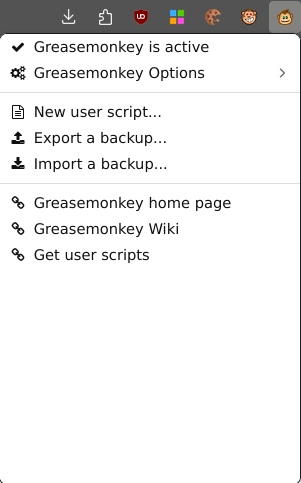 UD
Greasemonkey is active
Greasemonkey Options
New user script...
Export a backup...
Import a backup...
Greasemonkey home page
Greasemonkey Wiki
Get user scripts